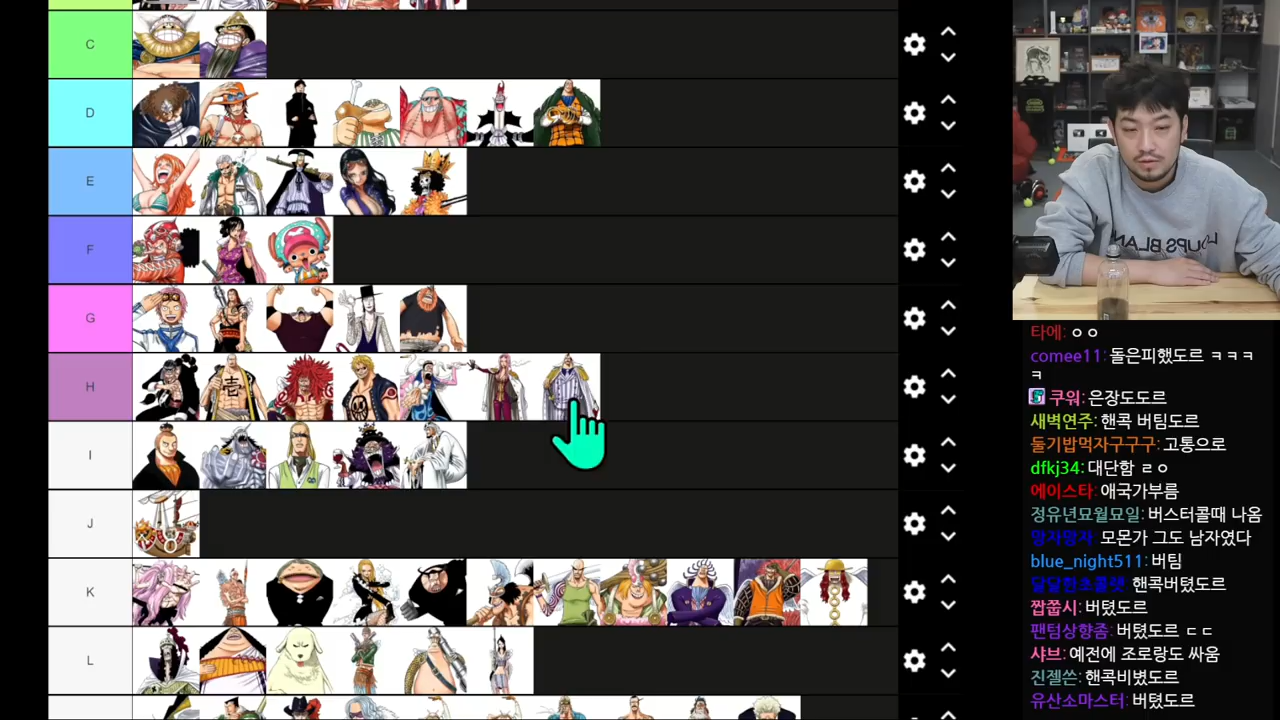 C
D
E
F
G
H
I
J
K
L
타에: ㅇㅇ
comee11: 돌은피했도르 ㅋㅋㅋ
ㅋ
쿠워: 은장도도르
새벽연주: 핸콕 버팀도르
둘기밥먹자구구구: 고통으로
dfkj34: 대단함 ㄹㅇ
에이스타: 애국가부름
정유년묘월묘일: 버스터콜때 나옴
망자망자: 모몬가 그도 남자였다
blue_night511: 버팀
달달한초콜렛: 핸콕버텼도르
짭쭙시: 버텼도르
팬텀상향좀: 버텼도르 ㄷㄷ
샤브: 예전에 조로랑도 싸움
진젤쓴: 핸콕비볐도르
유산소마스터: 버텼도르